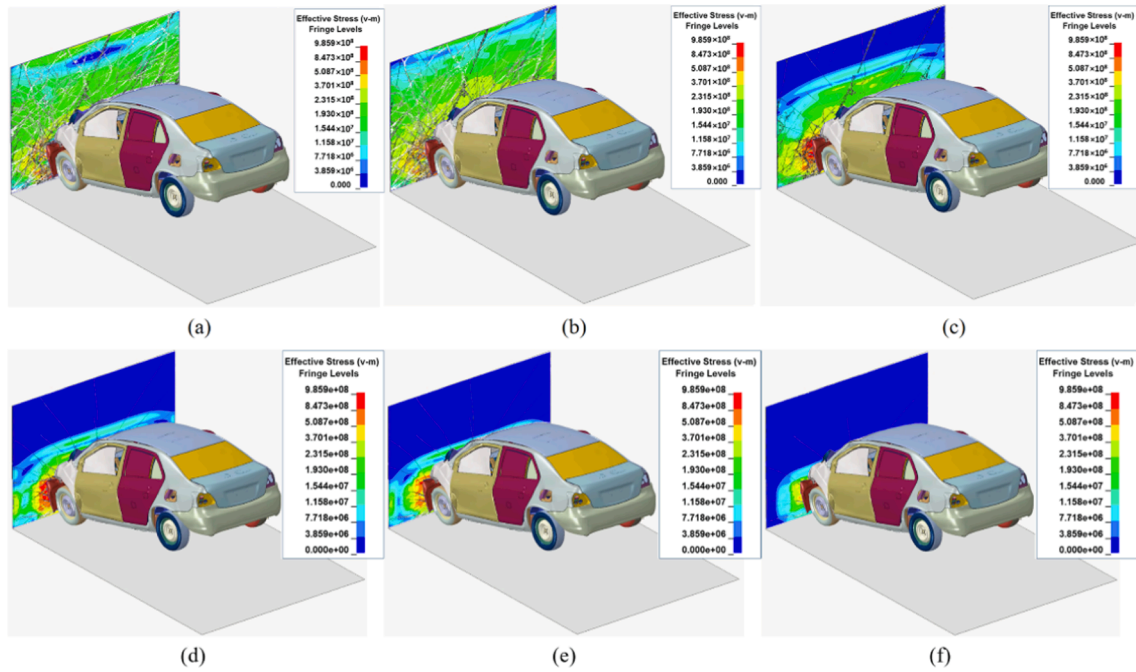 Effective Stress (v-m)
Fringe Levels
9.859×10⁸
8.473×10⁸
5.087×10⁸
3.701×10⁸
2.315×10⁸
1.930×10⁸
1.544×10⁷
1.158×10⁷
7.718×10⁶
3.859×10⁶
0.000
(a)
Effective Stress (v-m)
Fringe Levels
9.859×10⁸
8.473×10⁸
5.087×10⁸
3.701×10⁸
2.315×10⁸
1.930×10⁸
1.544×10⁷
1.158×10⁷
7.718×10⁶
3.859×10⁶
0.000
(b)
Effective Stress (v-m)
Fringe Levels
9.859×10⁸
8.473×10⁸
5.087×10⁸
3.701×10⁸
2.315×10⁸
1.930×10⁸
1.544×10⁷
1.158×10⁷
7.718×10⁶
3.859×10⁶
0.000
(c)
Effective Stress (v-m)
Fringe Levels
9.859e+08
8.473e+08
5.087e+08
3.701e+08
2.315e+08
1.930e+08
1.544e+07
1.158e+07
7.718e+06
3.859e+06
0.000e+00
(d)
Effective Stress (v-m)
Fringe Levels
9.859e+08
8.473e+08
5.087e+08
3.701e+08
2.315e+08
1.930e+08
1.544e+07
1.158e+07
7.718e+06
3.859e+06
0.000e+00
(e)
Effective Stress (v-m)
Fringe Levels
9.859e+08
8.473e+08
5.087e+08
3.701e+08
2.315e+08
1.930e+08
1.544e+07
1.158e+07
7.718e+06
3.859e+06
0.000e+00
(f)